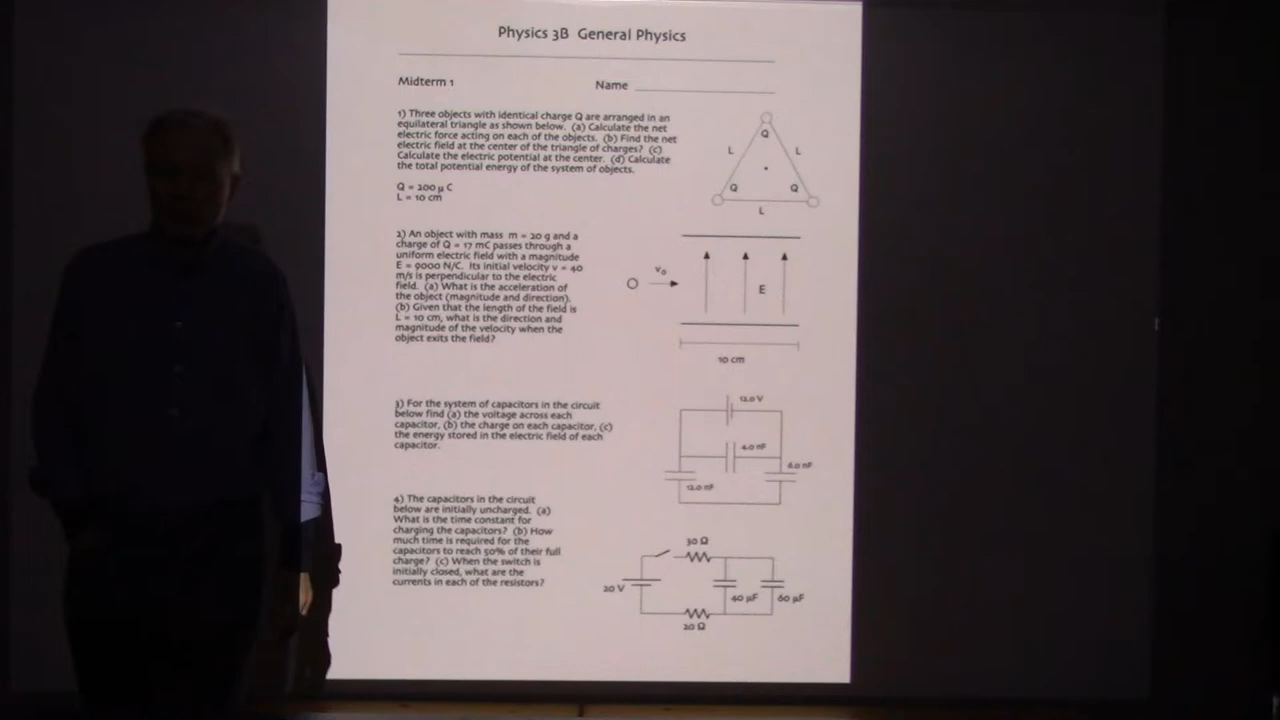 Physics 3B General Physics
Midterm 1
Name
1) Three objects with identical charge Q are arranged in an
equilateral triangle as shown below. (a) Calculate the net
electric force acting on each of the objects. (b) Find the net
electric field at the center of the triangle of charges? (c)
Calculate the electric potential at the center. (d) Calculate
the total potential energy of the system of objects.
Q = 200 μ C
L = 10 cm
Q
L
L
Q
Q
L
2) An object with mass m = 20 g and a
charge of Q = 17 mC passes through a
uniform electric field with a magnitude
E = 9000 N/C. Its initial velocity v = 40
m/s is perpendicular to the electric
field. (a) What is the acceleration of
the object (magnitude and direction).
(b) Given that the length of the field is
L = 10 cm, what is the direction and
magnitude of the velocity when the
object exits the field?
v₀
E
10 cm
3) For the system of capacitors in the circuit
below find (a) the voltage across each
capacitor, (b) the charge on each capacitor, (c)
the energy stored in the electric field of each
capacitor.
12.0 V
4.0 nF
6.0 nF
12.0 nF
4) The capacitors in the circuit
below are initially uncharged. (a)
What is the time constant for
charging the capacitors? (b) How
much time is required for the
capacitors to reach 50% of their full
charge? (c) When the switch is
initially closed, what are the
currents in each of the resistors?
30 Ω
20 V
40 μF
60 μF
20 Ω